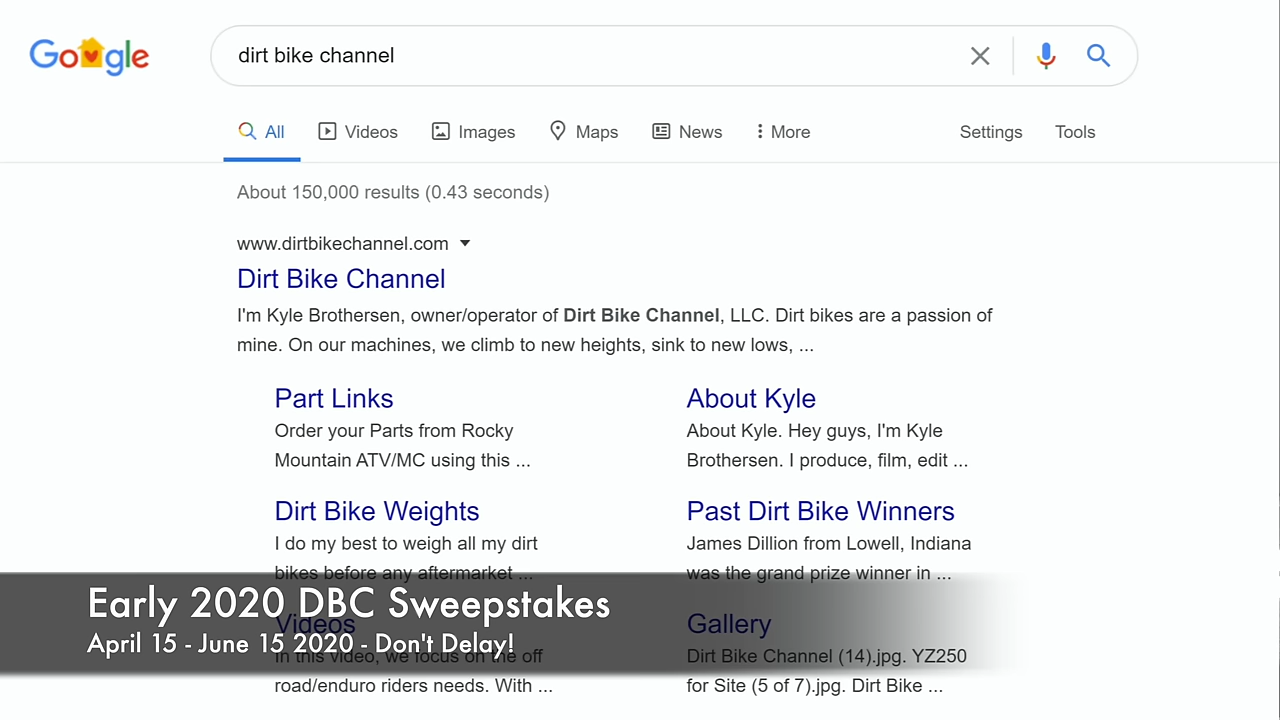 Google
dirt bike channel
All Videos Images Maps News More Settings Tools
About 150,000 results (0.43 seconds)
www.dirtbikechannel.com
Dirt Bike Channel
I'm Kyle Brothersen, owner/operator of Dirt Bike Channel, LLC. Dirt bikes are a passion of
mine. On our machines, we climb to new heights, sink to new lows, ...
Part Links
Order your Parts from Rocky
Mountain ATV/MC using this ...
About Kyle
About Kyle. Hey guys, I'm Kyle
Brothersen. I produce, film, edit ...
Dirt Bike Weights
I do my best to weigh all my dirt
bikes before any aftermarket ...
Past Dirt Bike Winners
James Dillion from Lowell, Indiana
was the grand prize winner in ...
Videos
In this video, we focus on the off
road/enduro riders needs. With ...
Gallery
Dirt Bike Channel (14).jpg. YZ250
for Site (5 of 7).jpg. Dirt Bike ...
Early 2020 DBC Sweepstakes
April 15 - June 15 2020 - Don't Delay!